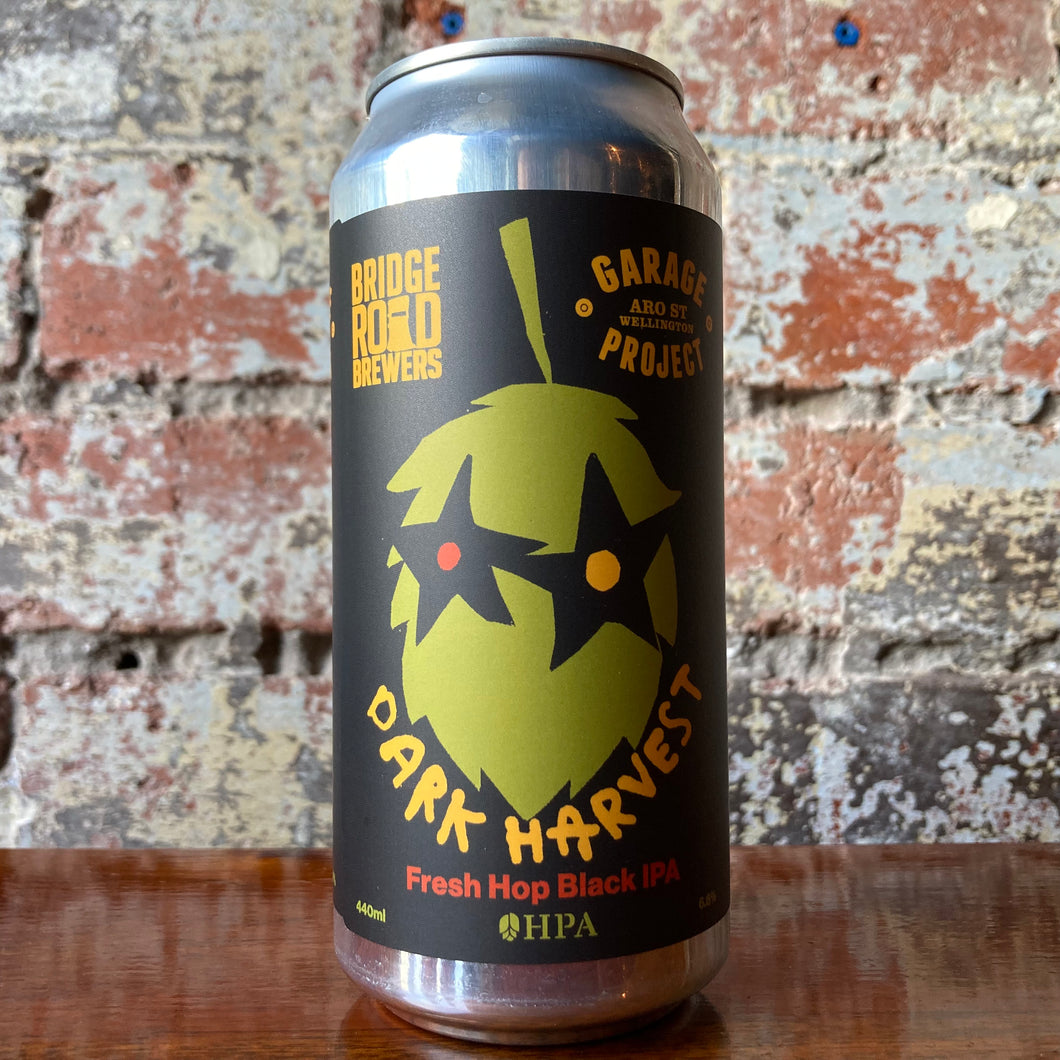 BRIDGE
ROAD
BREWERS
GARAGE
ARO ST
WELLINGTON
PROJECT
DARK HARVEST
Fresh Hop Black IPA
440ml
HPA